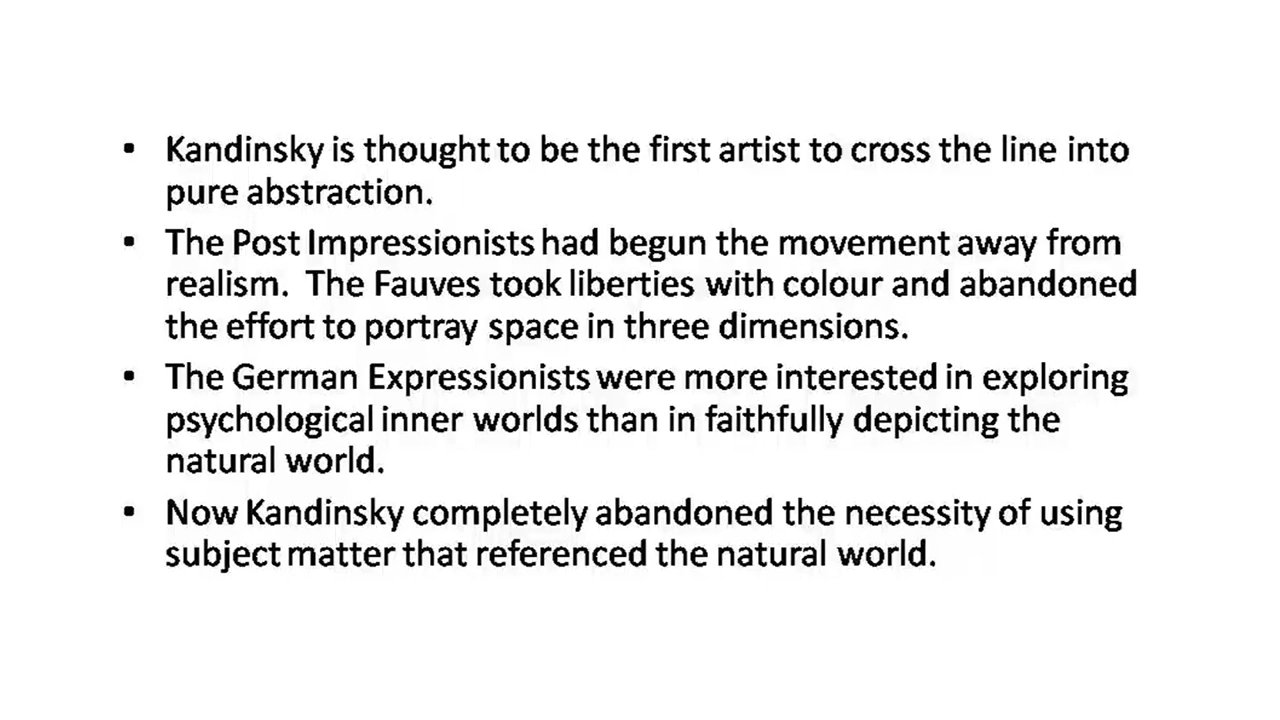 • Kandinsky is thought to be the first artist to cross the line into
pure abstraction.
• The Post Impressionists had begun the movement away from
realism.  The Fauves took liberties with colour and abandoned
the effort to portray space in three dimensions.
• The German Expressionists were more interested in exploring
psychological inner worlds than in faithfully depicting the
natural world.
• Now Kandinsky completely abandoned the necessity of using
subject matter that referenced the natural world.